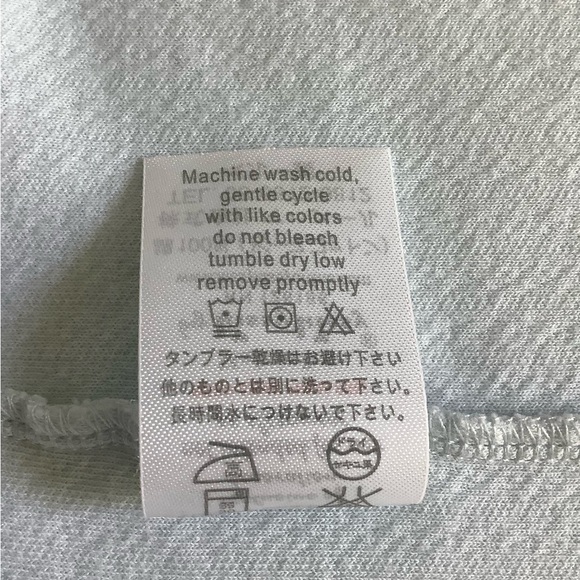 Machine wash cold,
gentle cycle
with like colors
do not bleach
tumble dry low
remove promptly
タンブラー乾燥はお避け下さい
他のものとは別に洗って下さい。
長時間水につけないで下さい。
高
ドライ